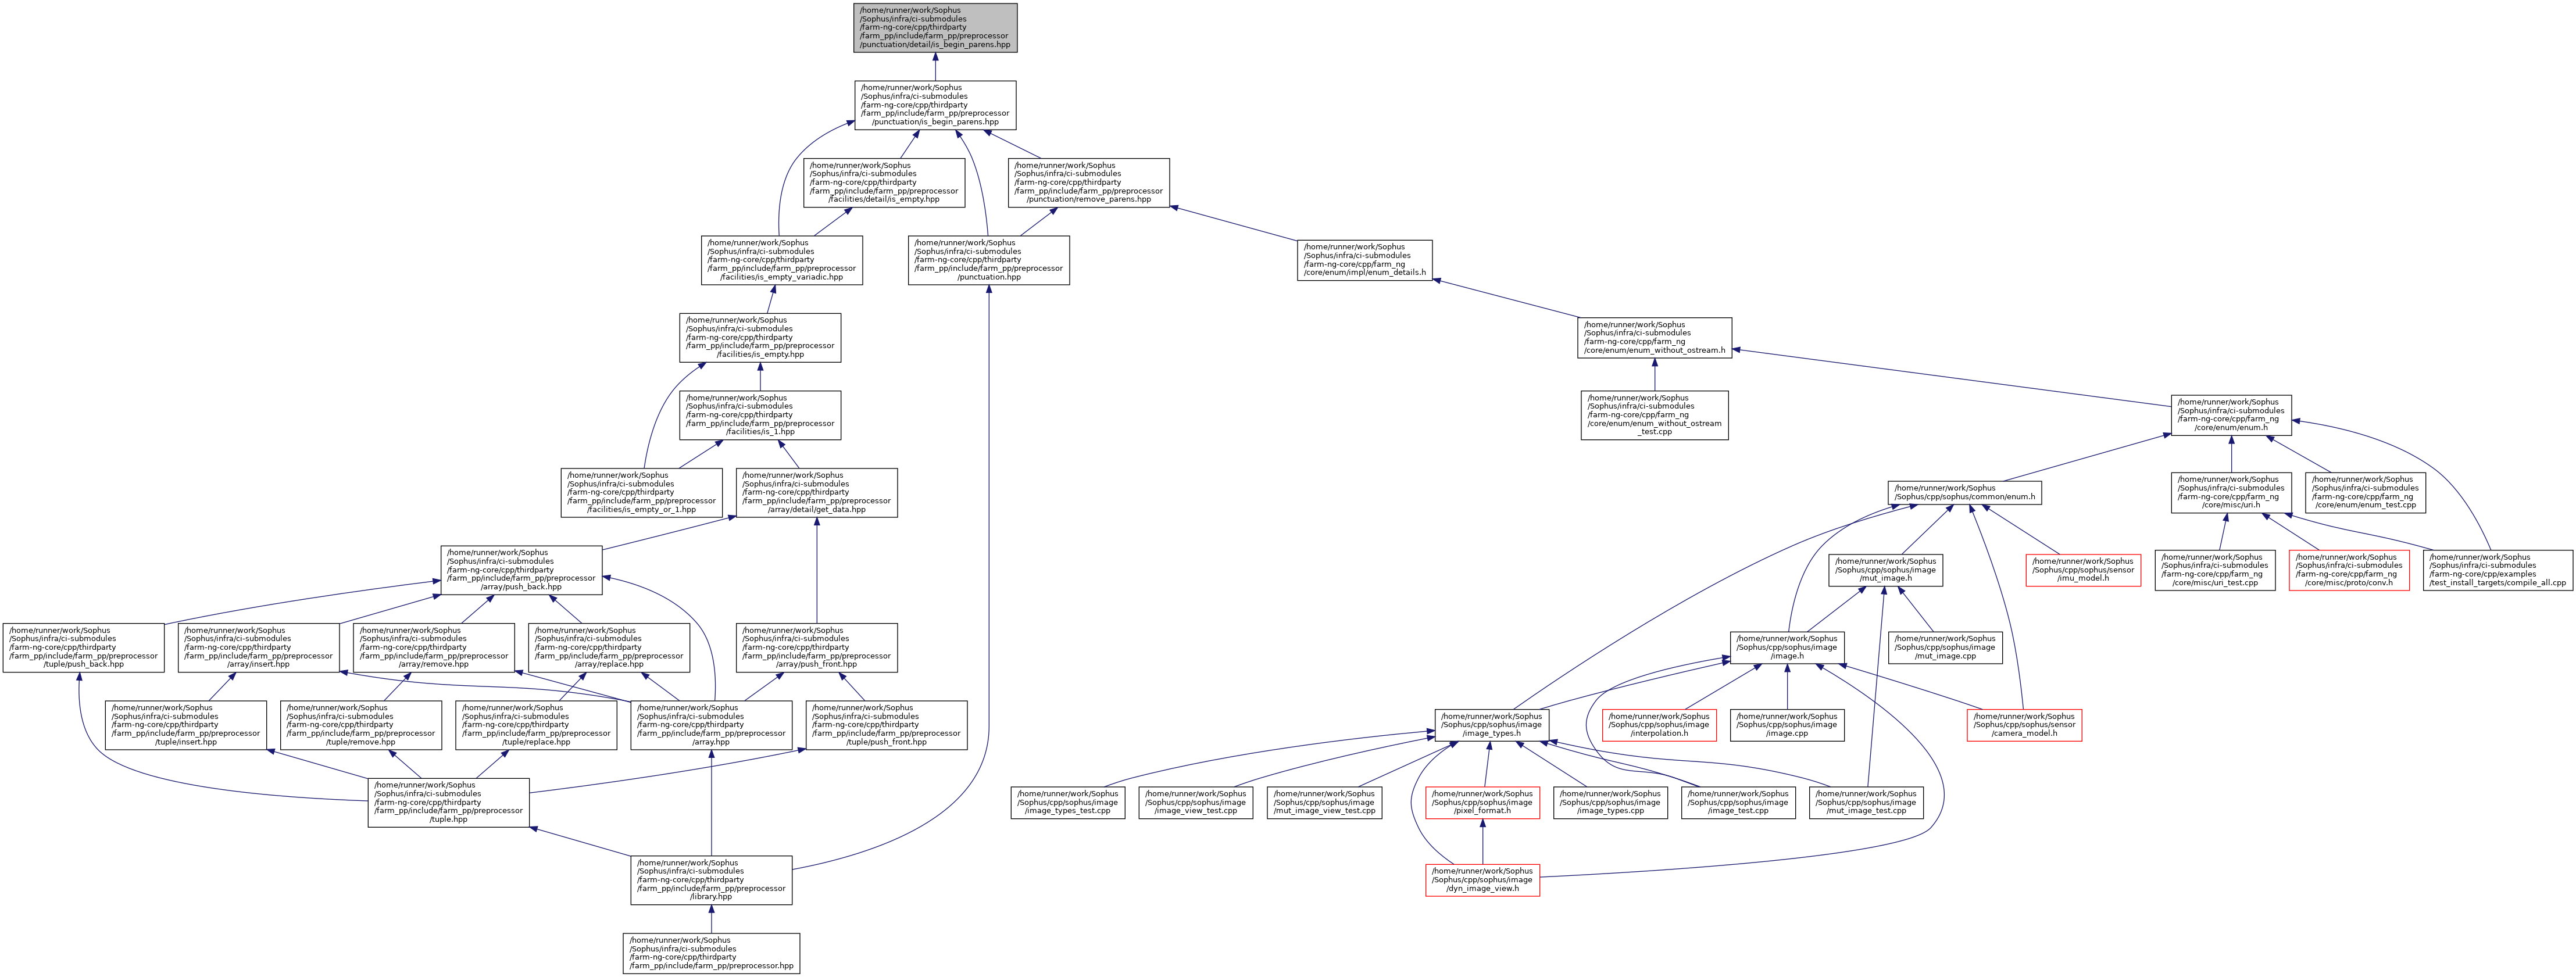 /home/runner/work/Sophus
/Sophus/infra/ci-submodules
/farm-ng-core/cpp/thirdparty
/farm_pp/include/farm_pp/preprocessor
/punctuation/detail/is_begin_parens.hpp
/home/runner/work/Sophus
/Sophus/infra/ci-submodules
/farm-ng-core/cpp/thirdparty
/farm_pp/include/farm_pp/preprocessor
/punctuation/is_begin_parens.hpp
/home/runner/work/Sophus
/Sophus/infra/ci-submodules
/farm-ng-core/cpp/thirdparty
/farm_pp/include/farm_pp/preprocessor
/facilities/detail/is_empty.hpp
/home/runner/work/Sophus
/Sophus/infra/ci-submodules
/farm-ng-core/cpp/thirdparty
/farm_pp/include/farm_pp/preprocessor
/punctuation/remove_parens.hpp
/home/runner/work/Sophus
/Sophus/infra/ci-submodules
/farm-ng-core/cpp/thirdparty
/farm_pp/include/farm_pp/preprocessor
/facilities/is_empty_variadic.hpp
/home/runner/work/Sophus
/Sophus/infra/ci-submodules
/farm-ng-core/cpp/thirdparty
/farm_pp/include/farm_pp/preprocessor
/punctuation.hpp
/home/runner/work/Sophus
/Sophus/infra/ci-submodules
/farm-ng-core/cpp/farm_ng
/core/enum/impl/enum_details.h
/home/runner/work/Sophus
/Sophus/infra/ci-submodules
/farm-ng-core/cpp/thirdparty
/farm_pp/include/farm_pp/preprocessor
/facilities/is_empty.hpp
/home/runner/work/Sophus
/Sophus/infra/ci-submodules
/farm-ng-core/cpp/farm_ng
/core/enum/enum_without_ostream.h
/home/runner/work/Sophus
/Sophus/infra/ci-submodules
/farm-ng-core/cpp/thirdparty
/farm_pp/include/farm_pp/preprocessor
/facilities/is_1.hpp
/home/runner/work/Sophus
/Sophus/infra/ci-submodules
/farm-ng-core/cpp/farm_ng
/core/enum/enum_without_ostream
_test.cpp
/home/runner/work/Sophus
/Sophus/infra/ci-submodules
/farm-ng-core/cpp/farm_ng
/core/enum/enum.h
/home/runner/work/Sophus
/Sophus/infra/ci-submodules
/farm-ng-core/cpp/thirdparty
/farm_pp/include/farm_pp/preprocessor
/facilities/is_empty_or_1.hpp
/home/runner/work/Sophus
/Sophus/infra/ci-submodules
/farm-ng-core/cpp/thirdparty
/farm_pp/include/farm_pp/preprocessor
/array/detail/get_data.hpp
/home/runner/work/Sophus
/Sophus/cpp/sophus/common/enum.h
/home/runner/work/Sophus
/Sophus/infra/ci-submodules
/farm-ng-core/cpp/farm_ng
/core/misc/uri.h
/home/runner/work/Sophus
/Sophus/infra/ci-submodules
/farm-ng-core/cpp/farm_ng
/core/enum/enum_test.cpp
/home/runner/work/Sophus
/Sophus/infra/ci-submodules
/farm-ng-core/cpp/thirdparty
/farm_pp/include/farm_pp/preprocessor
/array/push_back.hpp
/home/runner/work/Sophus
/Sophus/cpp/sophus/image
/mut_image.h
/home/runner/work/Sophus
/Sophus/cpp/sophus/sensor
/imu_model.h
/home/runner/work/Sophus
/Sophus/infra/ci-submodules
/farm-ng-core/cpp/farm_ng
/core/misc/uri_test.cpp
/home/runner/work/Sophus
/Sophus/infra/ci-submodules
/farm-ng-core/cpp/farm_ng
/core/misc/proto/conv.h
/home/runner/work/Sophus
/Sophus/infra/ci-submodules
/farm-ng-core/cpp/examples
/test_install_targets/compile_all.cpp
/home/runner/work/Sophus
/Sophus/infra/ci-submodules
/farm-ng-core/cpp/thirdparty
/farm_pp/include/farm_pp/preprocessor
/tuple/push_back.hpp
/home/runner/work/Sophus
/Sophus/infra/ci-submodules
/farm-ng-core/cpp/thirdparty
/farm_pp/include/farm_pp/preprocessor
/array/insert.hpp
/home/runner/work/Sophus
/Sophus/infra/ci-submodules
/farm-ng-core/cpp/thirdparty
/farm_pp/include/farm_pp/preprocessor
/array/remove.hpp
/home/runner/work/Sophus
/Sophus/infra/ci-submodules
/farm-ng-core/cpp/thirdparty
/farm_pp/include/farm_pp/preprocessor
/array/replace.hpp
/home/runner/work/Sophus
/Sophus/infra/ci-submodules
/farm-ng-core/cpp/thirdparty
/farm_pp/include/farm_pp/preprocessor
/array/push_front.hpp
/home/runner/work/Sophus
/Sophus/cpp/sophus/image
/image.h
/home/runner/work/Sophus
/Sophus/cpp/sophus/image
/mut_image.cpp
/home/runner/work/Sophus
/Sophus/infra/ci-submodules
/farm-ng-core/cpp/thirdparty
/farm_pp/include/farm_pp/preprocessor
/tuple/insert.hpp
/home/runner/work/Sophus
/Sophus/infra/ci-submodules
/farm-ng-core/cpp/thirdparty
/farm_pp/include/farm_pp/preprocessor
/tuple/remove.hpp
/home/runner/work/Sophus
/Sophus/infra/ci-submodules
/farm-ng-core/cpp/thirdparty
/farm_pp/include/farm_pp/preprocessor
/tuple/replace.hpp
/home/runner/work/Sophus
/Sophus/infra/ci-submodules
/farm-ng-core/cpp/thirdparty
/farm_pp/include/farm_pp/preprocessor
/array.hpp
/home/runner/work/Sophus
/Sophus/infra/ci-submodules
/farm-ng-core/cpp/thirdparty
/farm_pp/include/farm_pp/preprocessor
/tuple/push_front.hpp
/home/runner/work/Sophus
/Sophus/cpp/sophus/image
/image_types.h
/home/runner/work/Sophus
/Sophus/cpp/sophus/image
/interpolation.h
/home/runner/work/Sophus
/Sophus/cpp/sophus/image
/image.cpp
/home/runner/work/Sophus
/Sophus/cpp/sophus/sensor
/camera_model.h
/home/runner/work/Sophus
/Sophus/infra/ci-submodules
/farm-ng-core/cpp/thirdparty
/farm_pp/include/farm_pp/preprocessor
/tuple.hpp
/home/runner/work/Sophus
/Sophus/cpp/sophus/image
/image_types_test.cpp
/home/runner/work/Sophus
/Sophus/cpp/sophus/image
/image_view_test.cpp
/home/runner/work/Sophus
/Sophus/cpp/sophus/image
/mut_image_view_test.cpp
/home/runner/work/Sophus
/Sophus/cpp/sophus/image
/pixel_format.h
/home/runner/work/Sophus
/Sophus/cpp/sophus/image
/image_types.cpp
/home/runner/work/Sophus
/Sophus/cpp/sophus/image
/image_test.cpp
/home/runner/work/Sophus
/Sophus/cpp/sophus/image
/mut_image_test.cpp
/home/runner/work/Sophus
/Sophus/infra/ci-submodules
/farm-ng-core/cpp/thirdparty
/farm_pp/include/farm_pp/preprocessor
/library.hpp
/home/runner/work/Sophus
/Sophus/cpp/sophus/image
/dyn_image_view.h
/home/runner/work/Sophus
/Sophus/infra/ci-submodules
/farm-ng-core/cpp/thirdparty
/farm_pp/include/farm_pp/preprocessor.hpp